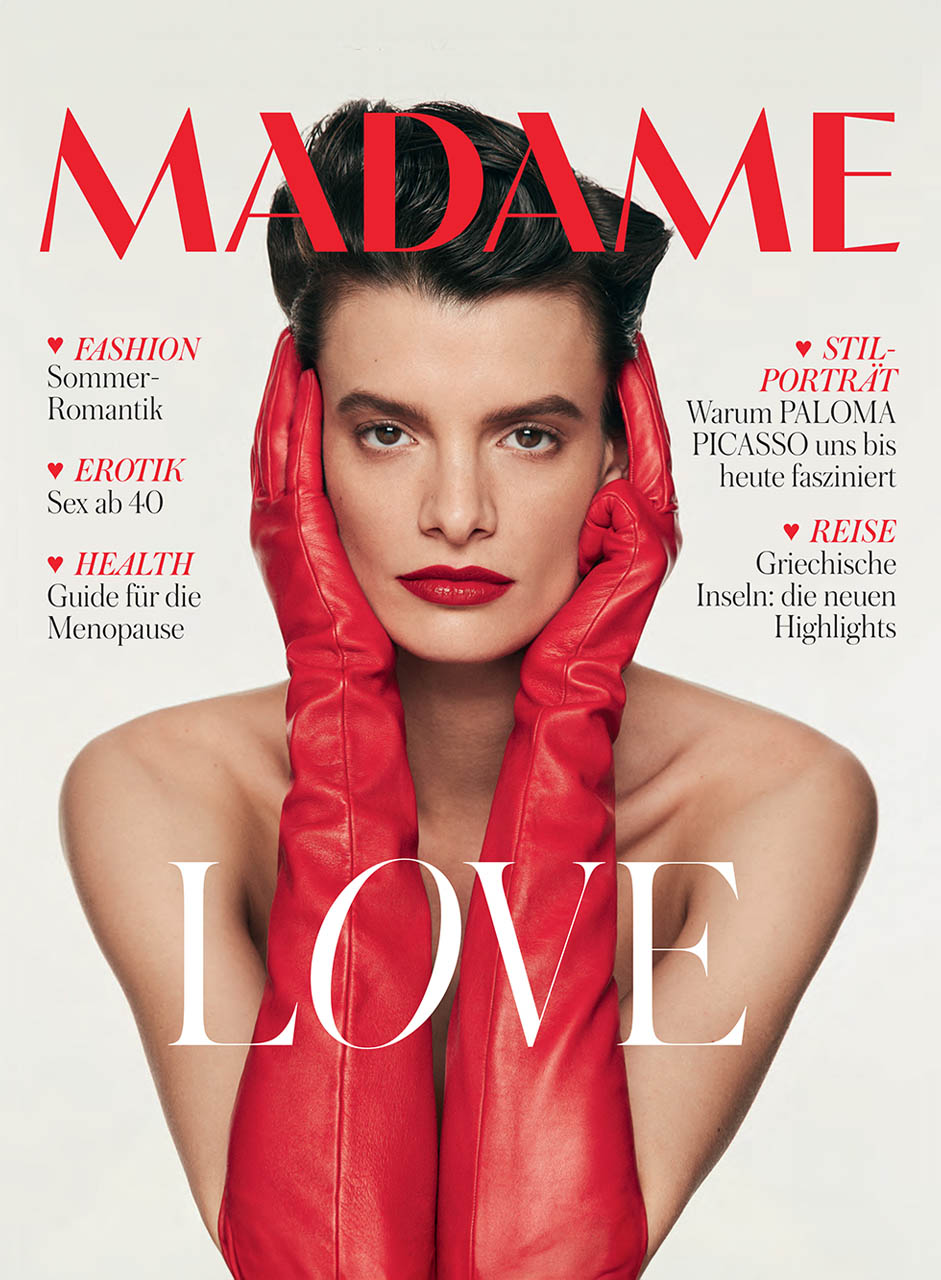 MADAME
♥ FASHION
Sommer-
Romantik
♥ EROTIK
Sex ab 40
♥ HEALTH
Guide für die
Menopause
♥ STIL-
PORTRÄT
Warum PALOMA
PICASSO uns bis
heute fasziniert
♥ REISE
Griechische
Inseln: die neuen
Highlights
LOVE